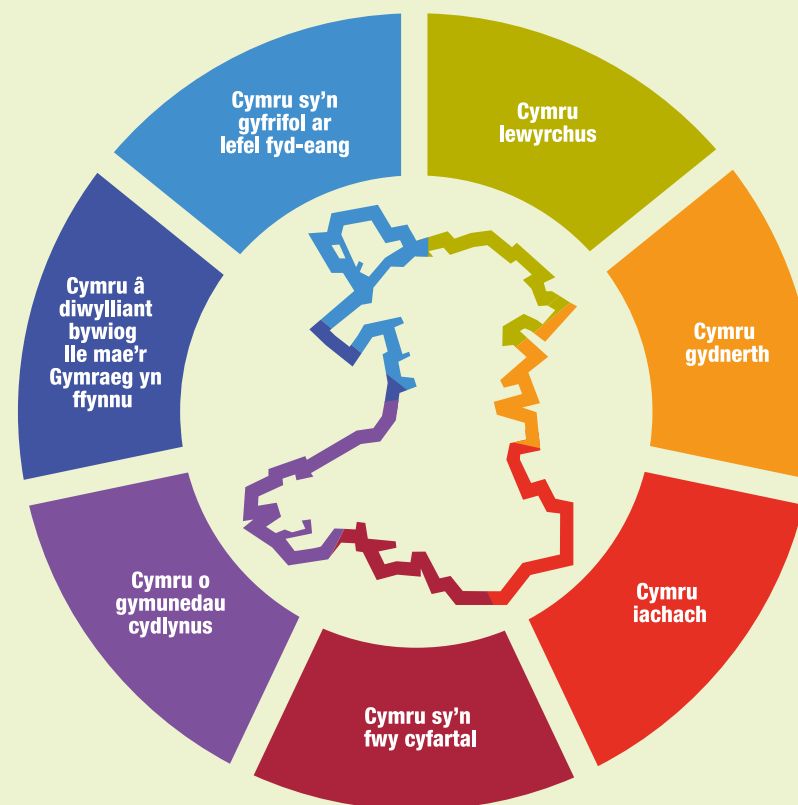 Cymru sy'n
gyfrifol ar
lefel fyd-eang
Cymru
lewyrchus
Cymru
gydnerth
Cymru
iachach
Cymru sy'n
fwy cyfartal
Cymru o
gymunedau
cydlynus
Cymru â
diwylliant
bywiog
lle mae'r
Gymraeg yn
ffynnu